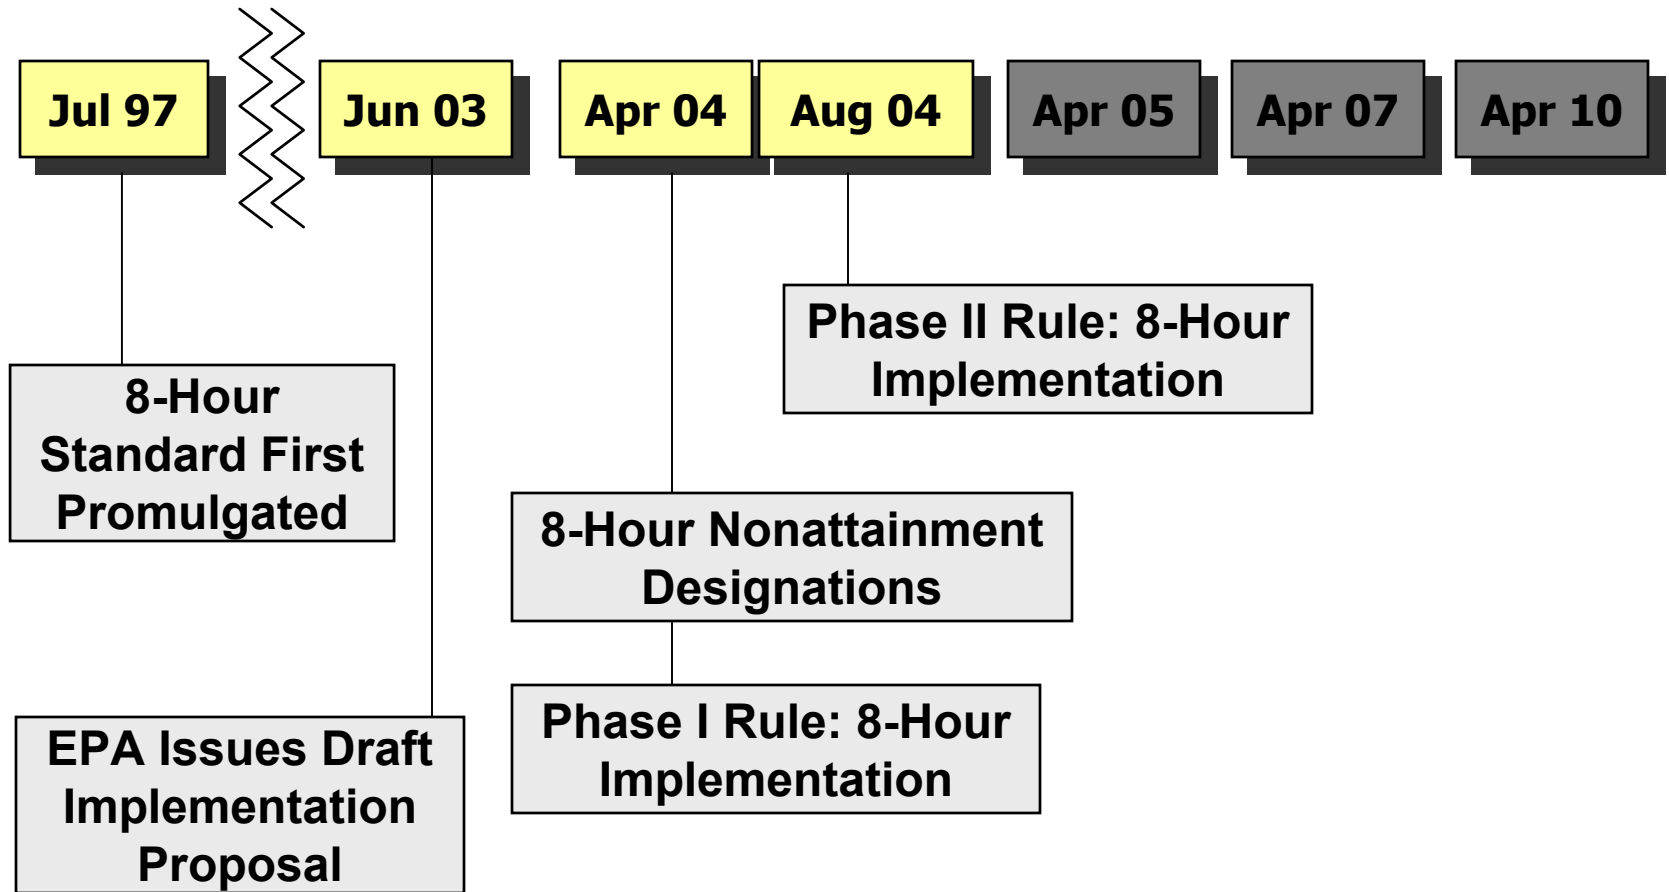 Jul 97
Jun 03
Apr 04
Aug 04
Apr 05
Apr 07
Apr 10
Phase II Rule: 8-Hour
Implementation
8-Hour
Standard First
Promulgated
8-Hour Nonattainment
Designations
Phase I Rule: 8-Hour
Implementation
EPA Issues Draft
Implementation
Proposal